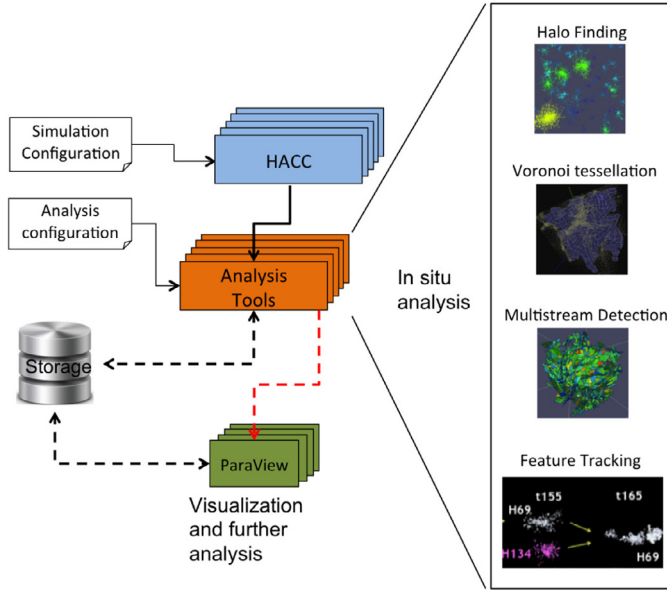 Simulation
Configuration
HACC
Analysis
configuration
Analysis
Tools
Storage
ParaView
Visualization
and further
analysis
In situ
analysis
Halo Finding
Voronoi tessellation
Multistream Detection
Feature Tracking
t155
t165
H69
H134
H69